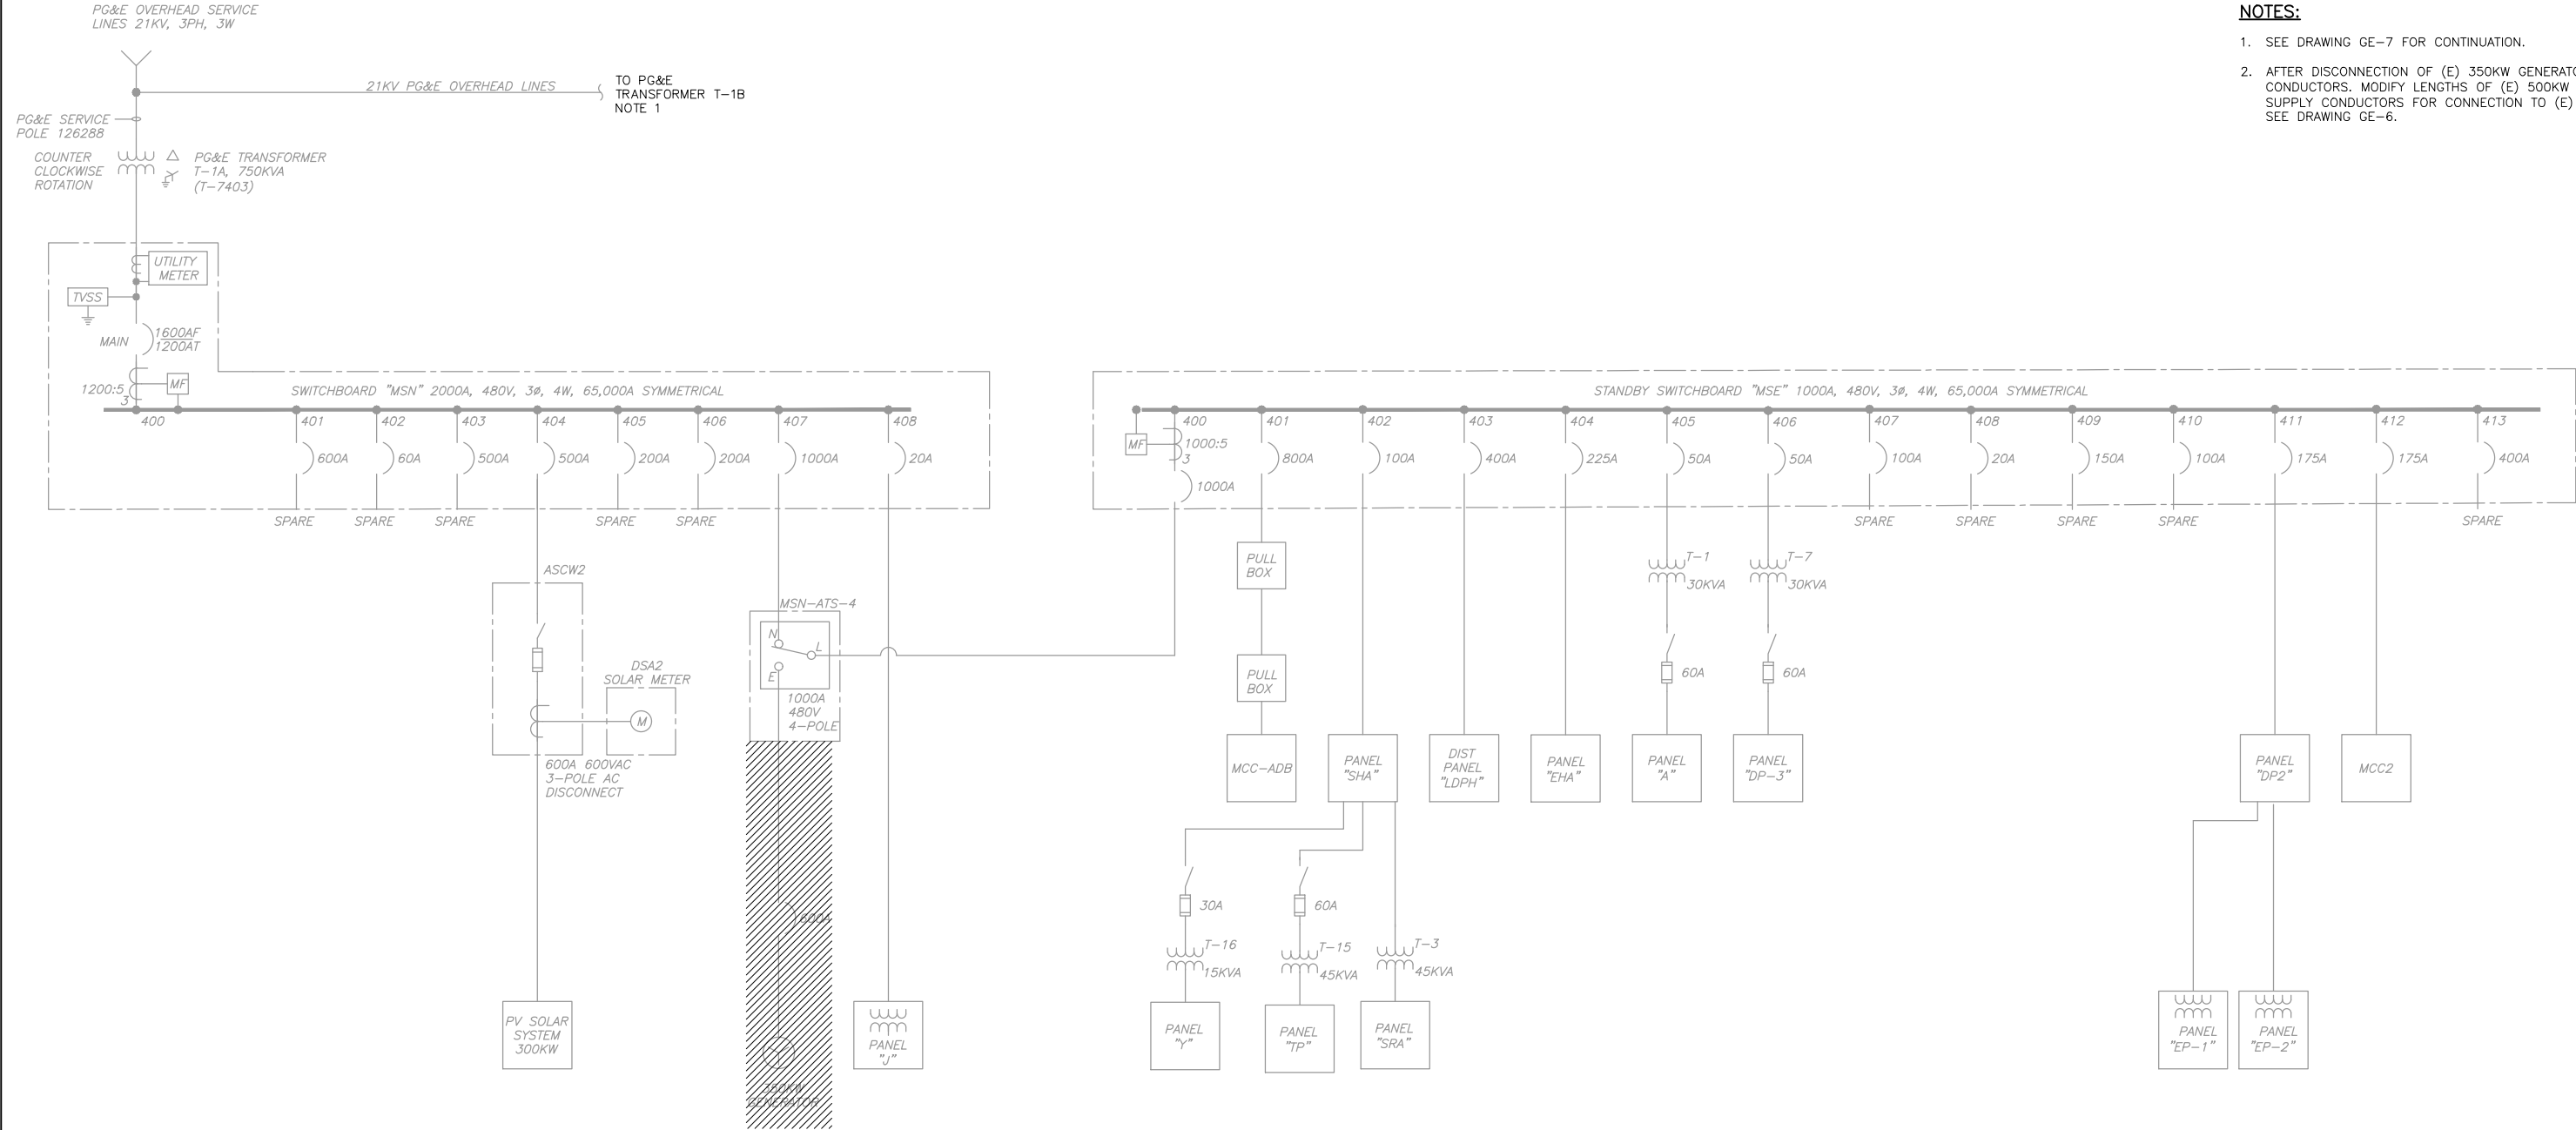 PG&E OVERHEAD SERVICE
LINES 21KV, 3PH, 3W
21KV PG&E OVERHEAD LINES
TO PG&E
TRANSFORMER T-1B
NOTE 1
PG&E SERVICE
POLE 126288
COUNTER
CLOCKWISE
ROTATION
PG&E TRANSFORMER
T-1A, 750KVA
(T-7403)
NOTES:
1. SEE DRAWING GE-7 FOR CONTINUATION.
2. AFTER DISCONNECTION OF (E) 350KW
CONDUCTORS. MODIFY LENGTHS OF (E) 500KW
SUPPLY CONDUCTORS FOR CONNECTION TO (E)
SEE DRAWING GE-6.
UTILITY
METER
TVSS
MAIN
1600AF
1200AT
1200:5
3
MF
SWITCHBOARD "MSN" 2000A, 480V, 3ø, 4W, 65,000A SYMMETRICAL
400
401
402
403
404
405
406
407
408
600A
60A
500A
500A
200A
200A
1000A
20A
SPARE
SPARE
SPARE
SPARE
SPARE
ASCW2
DSA2
SOLAR METER
M
600A 600VAC
3-POLE AC
DISCONNECT
MSN-ATS-4
N
L
E
1000A
480V
4-POLE
600A
350KW
GENERATOR
PV SOLAR
SYSTEM
300KW
PANEL
"J"
STANDBY SWITCHBOARD "MSE" 1000A, 480V, 3ø, 4W, 65,000A SYMMETRICAL
MF
400
401
402
403
404
405
406
407
408
409
410
411
412
413
1000:5
3
1000A
800A
100A
400A
225A
50A
50A
100A
20A
150A
100A
175A
175A
400A
SPARE
SPARE
SPARE
SPARE
SPARE
PULL
BOX
PULL
BOX
T-1
30KVA
T-7
30KVA
60A
60A
MCC-ADB
PANEL
"SHA"
DIST
PANEL
"LDPH"
PANEL
"EHA"
PANEL
"A"
PANEL
"DP-3"
PANEL
"DP2"
MCC2
30A
60A
T-16
15KVA
T-15
45KVA
T-3
45KVA
PANEL
"Y"
PANEL
"TP"
PANEL
"SRA"
PANEL
"EP-1"
PANEL
"EP-2"